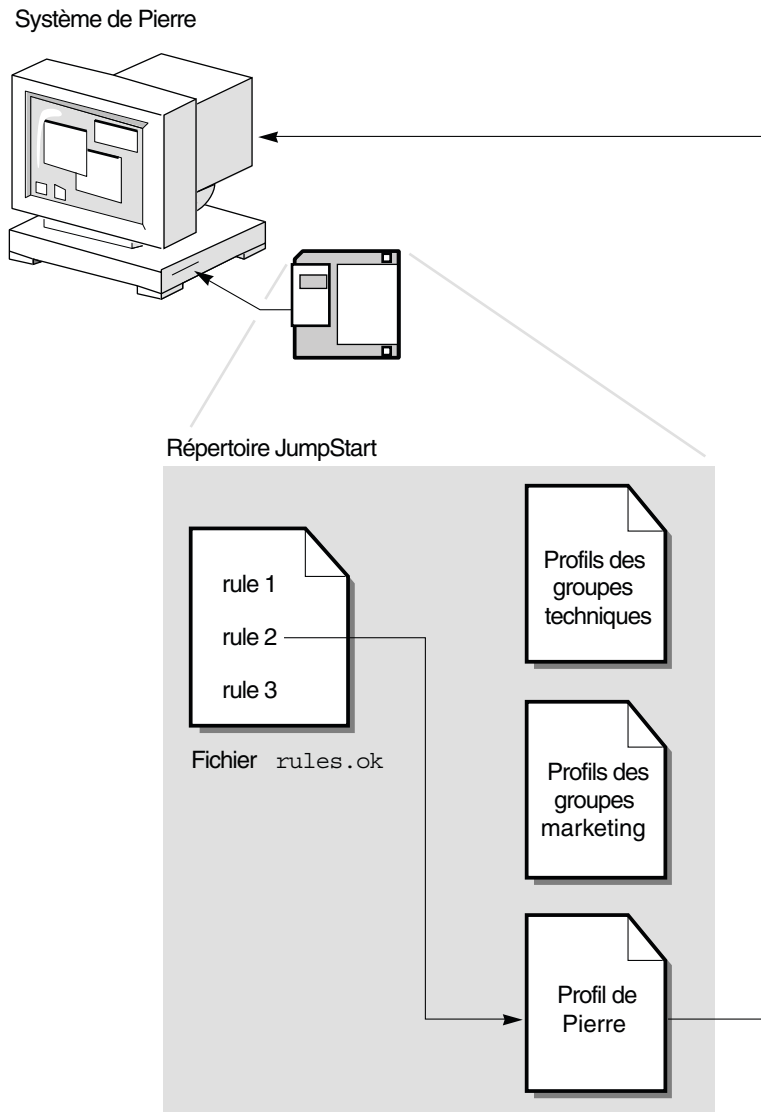 Système de Pierre
Répertoire JumpStart
rule 1
rule 2
rule 3
Fichier rules.ok
Profils des
groupes
techniques
Profils des
groupes
marketing
Profil de
Pierre